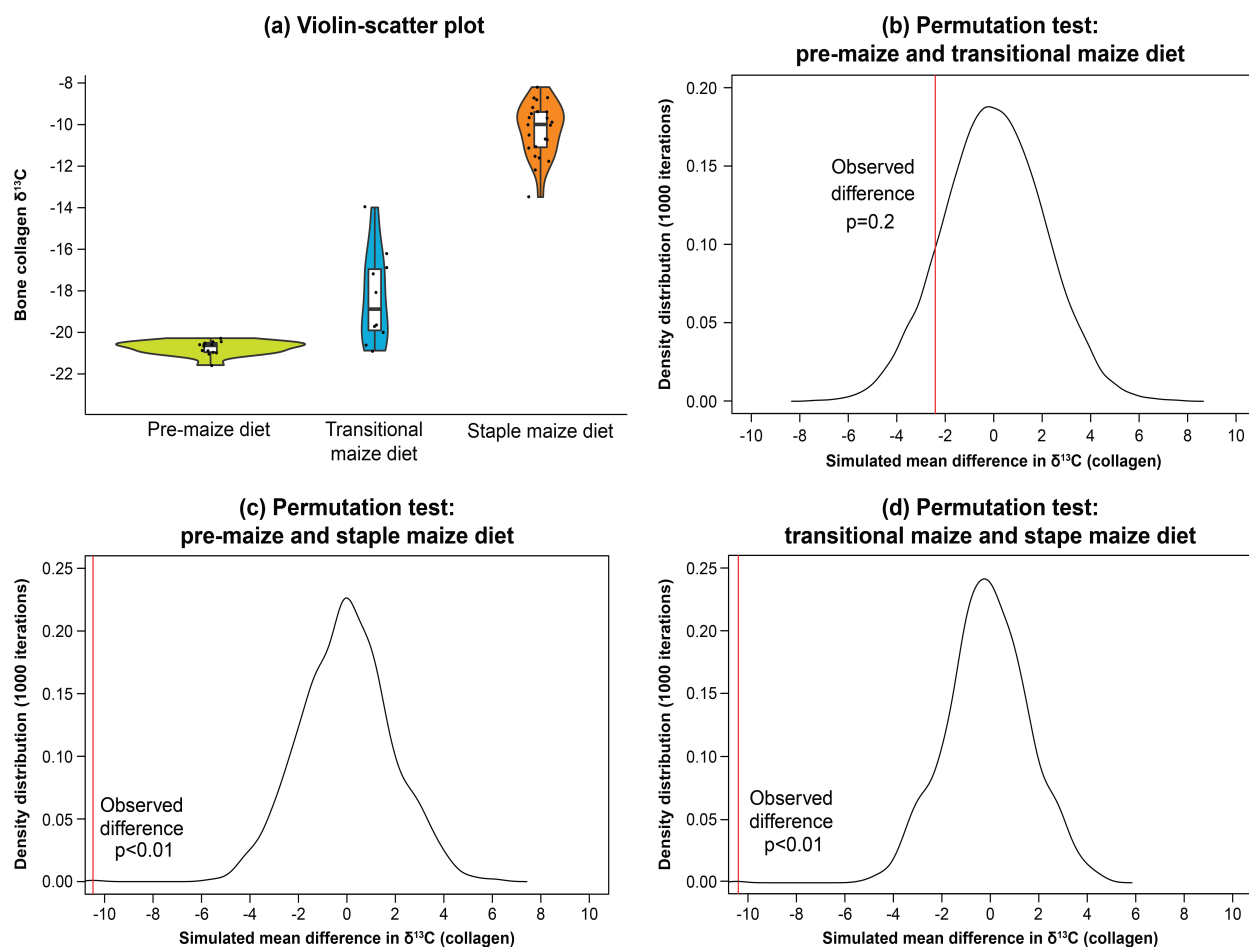 (a) Violin-scatter plot
Bone collagen δ¹³C
-8
-10
-12
-14
-16
-18
-20
-22
Pre-maize diet
Transitional
maize diet
Staple maize diet
(b) Permutation test:
pre-maize and transitional maize diet
Density distribution (1000 iterations)
0.20
0.15
0.10
0.05
0.00
Observed
difference
p=0.2
-10 -8 -6 -4 -2 0 2 4 6 8 10
Simulated mean difference in δ¹³C (collagen)
(c) Permutation test:
pre-maize and staple maize diet
Density distribution (1000 iterations)
0.25
0.20
0.15
0.10
0.05
0.00
Observed
difference
p<0.01
-10 -8 -6 -4 -2 0 2 4 6 8 10
Simulated mean difference in δ¹³C (collagen)
(d) Permutation test:
transitional maize and stape maize diet
Density distribution (1000 iterations)
0.25
0.20
0.15
0.10
0.05
0.00
Observed
difference
p<0.01
-10 -8 -6 -4 -2 0 2 4 6 8 10
Simulated mean difference in δ¹³C (collagen)